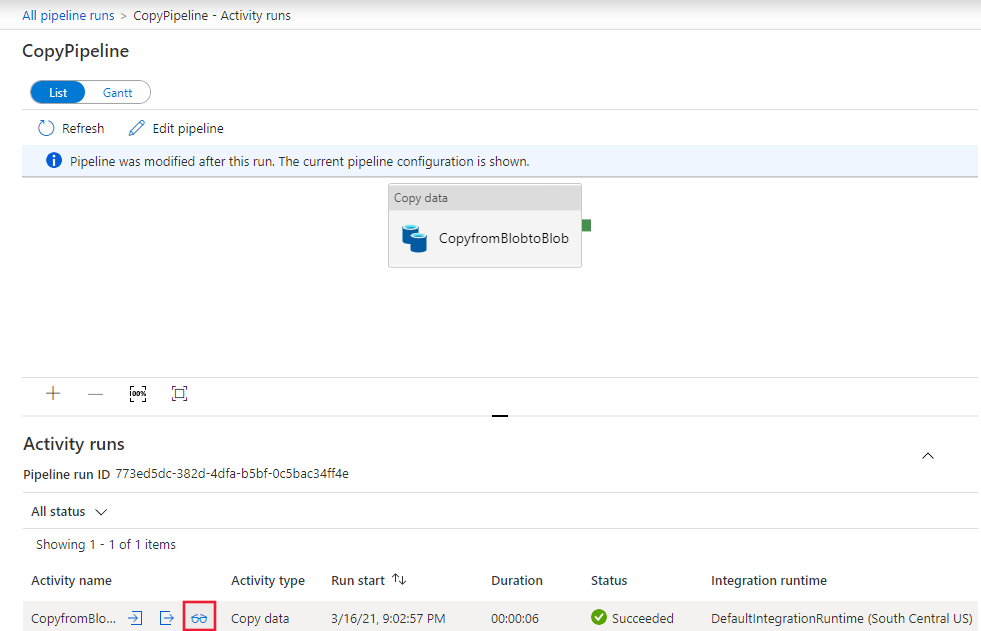 All pipeline runs > CopyPipeline - Activity runs
CopyPipeline
List Gantt
Refresh Edit pipeline
Pipeline was modified after this run. The current pipeline configuration is shown.
Copy data
CopyfromBlobtoBlob
100%
Activity runs
Pipeline run ID 773ed5dc-382d-4dfa-b5bf-0c5bac34ff4e
All status
Showing 1 - 1 of 1 items
Activity name Activity type Run start Duration Status Integration runtime
CopyfromBlo... Copy data 3/16/21, 9:02:57 PM 00:00:06 Succeeded DefaultIntegrationRuntime (South Central US)